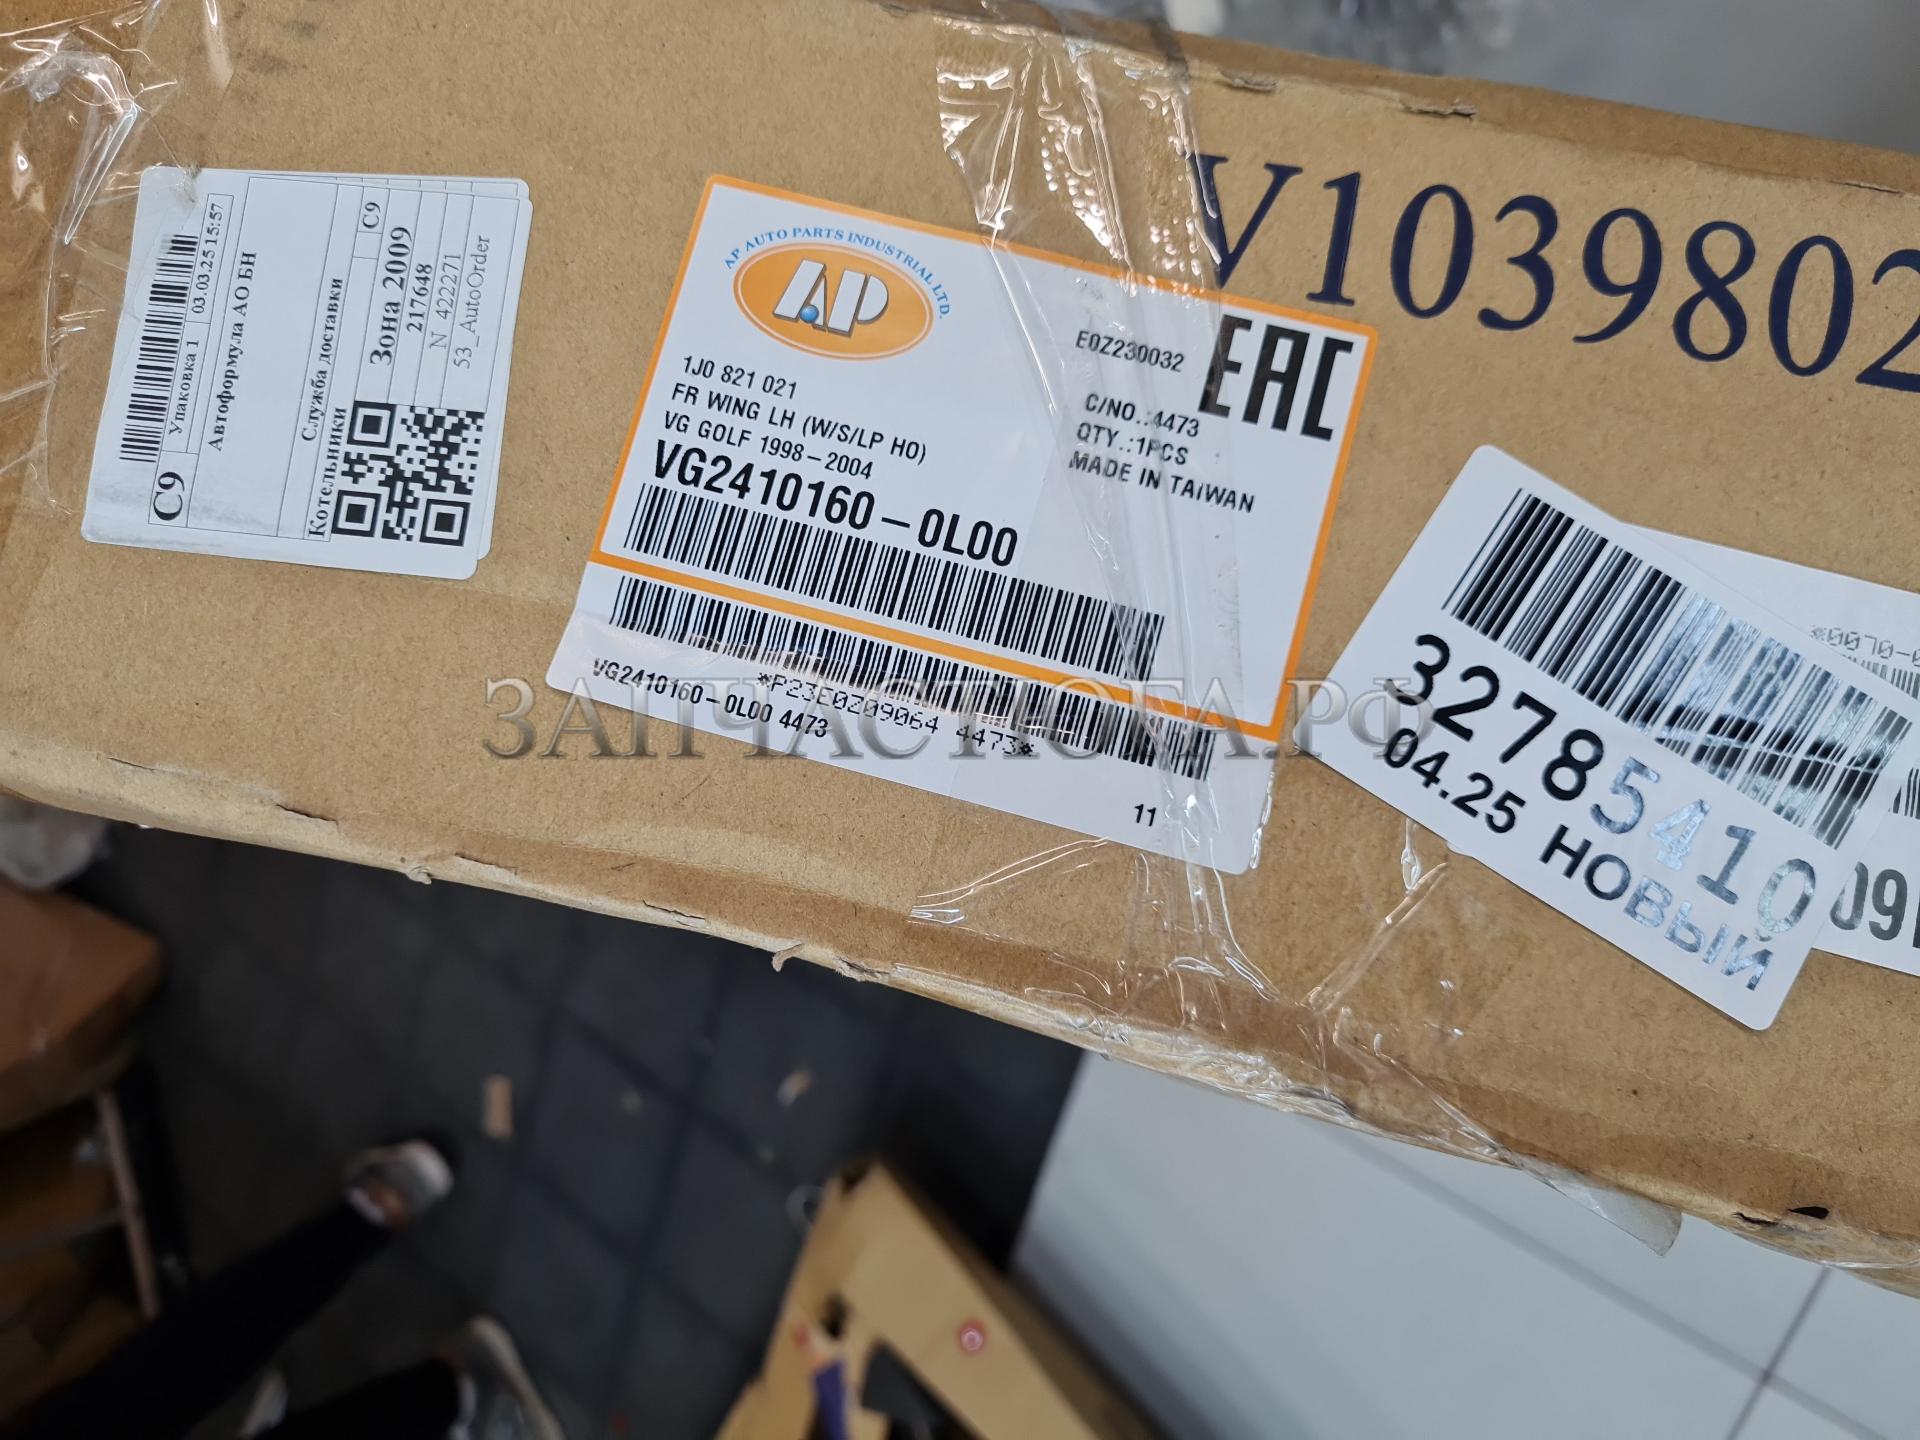 C9
Упаковка 1
03.03.25 15:57
Автоформула АО БН
Служба доставки
Котельники
C9
Зона 2009
217648
N 422271
53_AutoOrder
AP AUTO PARTS INDUSTRIAL LTD.
AP
1J0 821 021
FR WING LH (W/S/LP HO)
VG GOLF 1998-2004
VG2410160-0L00
E0Z230032
EAC
C/NO.:4473
QTY.:1PCS
MADE IN TAIWAN
*P23E0Z09064 4473*
VG2410160-0L00 4473
11
V1039802
32785410
04.25 НОВЫЙ
ЗАПЧАСТЮГА.РФ